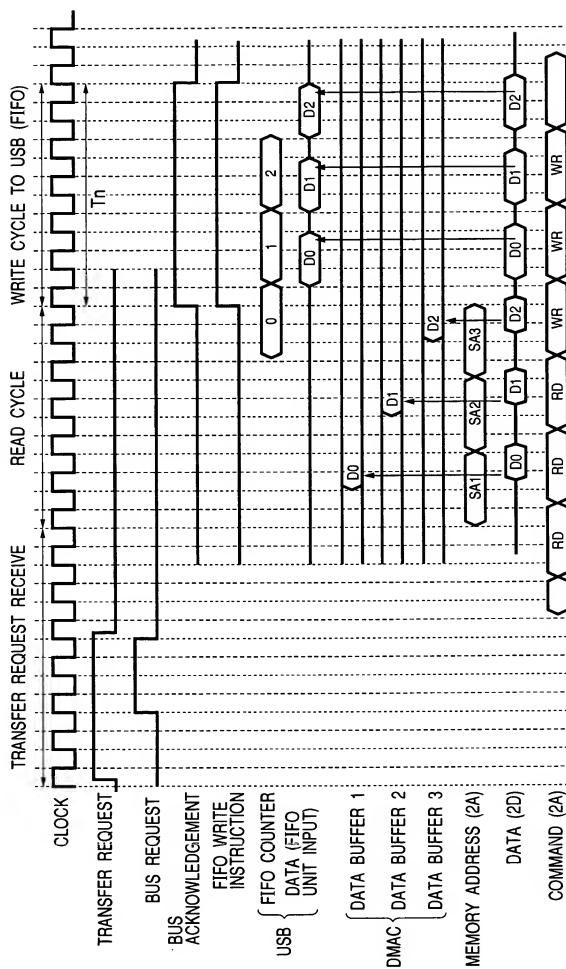 TRANSFER REQUEST RECEIVE READ CYCLE WRITE CYCLE TO USB (FIFO)
Tn
CLOCK
TRANSFER REQUEST
BUS REQUEST
BUS
ACKNOWLEDGEMENT
FIFO WRITE
INSTRUCTION
USB
FIFO COUNTER 0 1 2
DATA (FIFO
UNIT INPUT) D0 D1 D2
DMAC
DATA BUFFER 1 D0
DATA BUFFER 2 D1
DATA BUFFER 3 D2
MEMORY ADDRESS (2A) SA1 SA2 SA3
DATA (2D) D0 D1 D2 D0 D1 D2
COMMAND (2A) RD RD RD WR WR WR